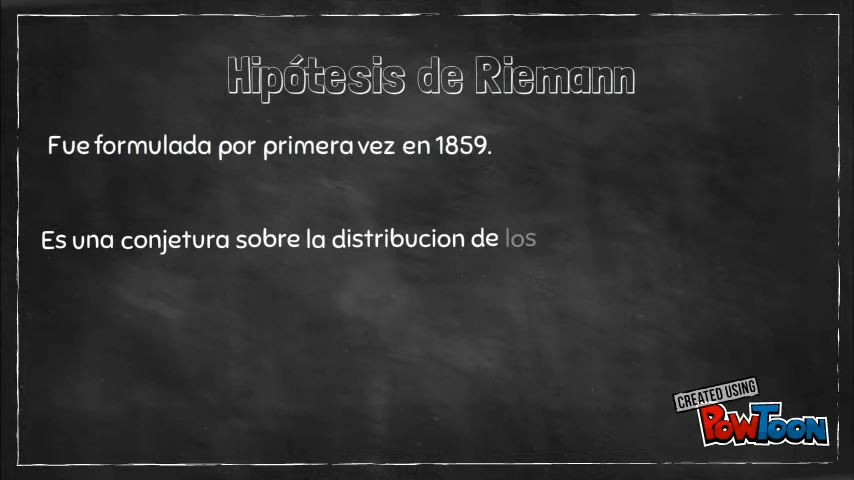 Hipótesis de Riemann
Fue formulada por primera vez en 1859.
Es una conjetura sobre la distribucion de los
CREATED USING
POWTOON